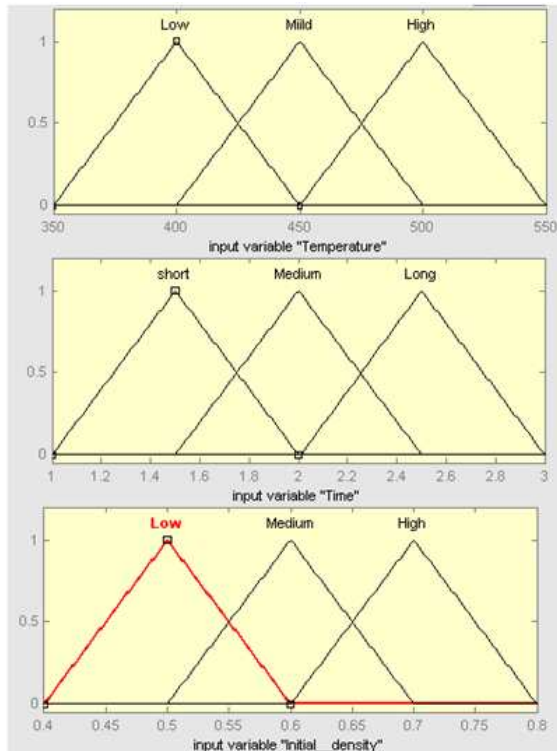 Low Miild High
1
0.5
0
350 400 450 500 550
input variable "Temperature"
short Medium Long
1
0.5
0
1 1.2 1.4 1.6 1.8 2 2.2 2.4 2.6 2.8 3
input variable "Time"
Low Medium High
1
0.5
0
0.4 0.45 0.5 0.55 0.6 0.65 0.7 0.75 0.8
input variable "Initial__density"